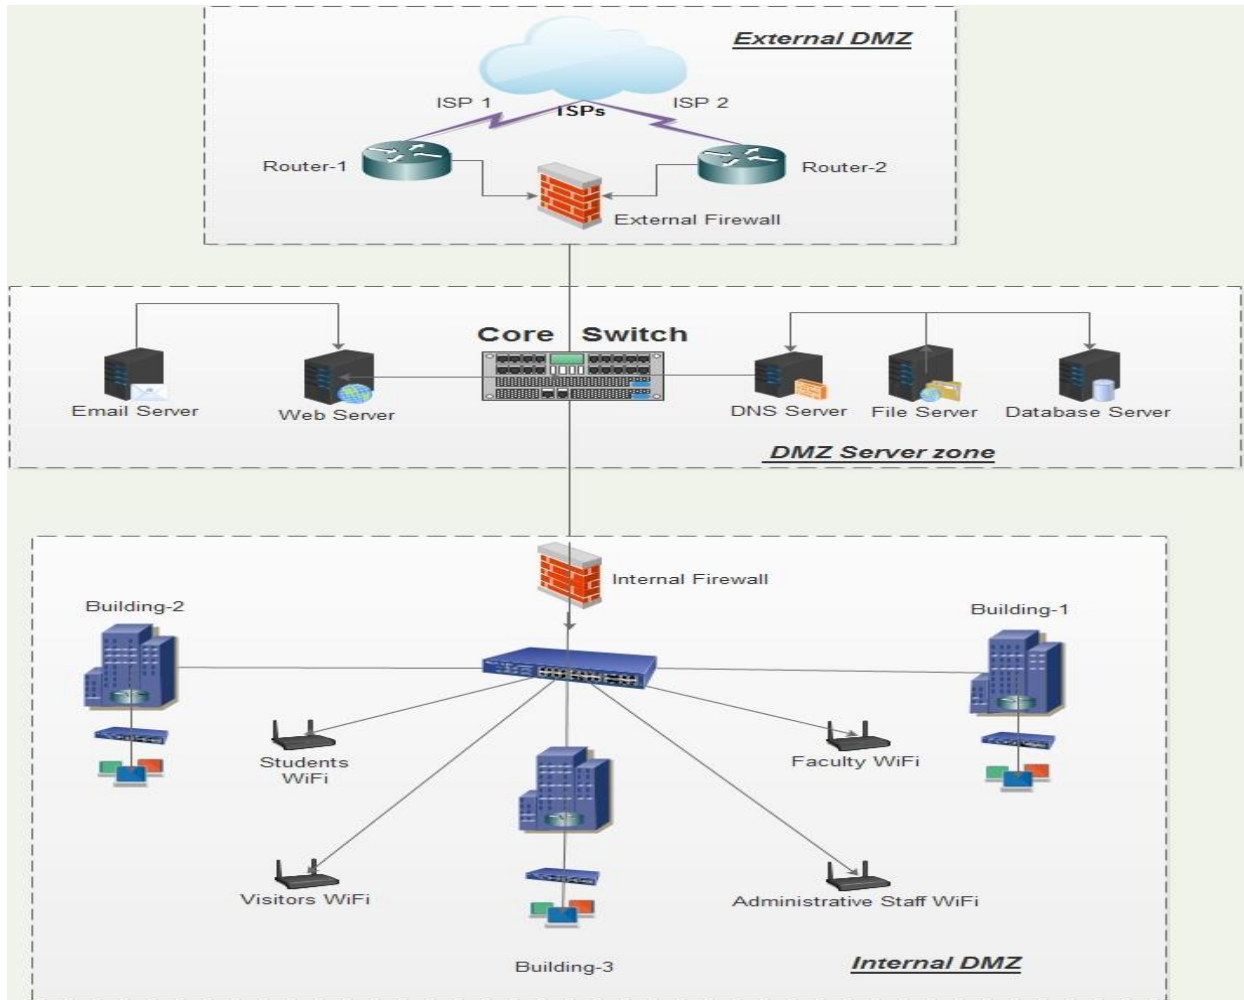 External DMZ
ISP 1
ISP 2
ISPs
Router-1
Router-2
External Firewall
Core Switch
Email Server
Web Server
DNS Server
File Server
Database Server
DMZ Server zone
Internal Firewall
Building-2
Building-1
Students
WiFi
Faculty WiFi
Visitors WiFi
Administrative Staff WiFi
Building-3
Internal DMZ